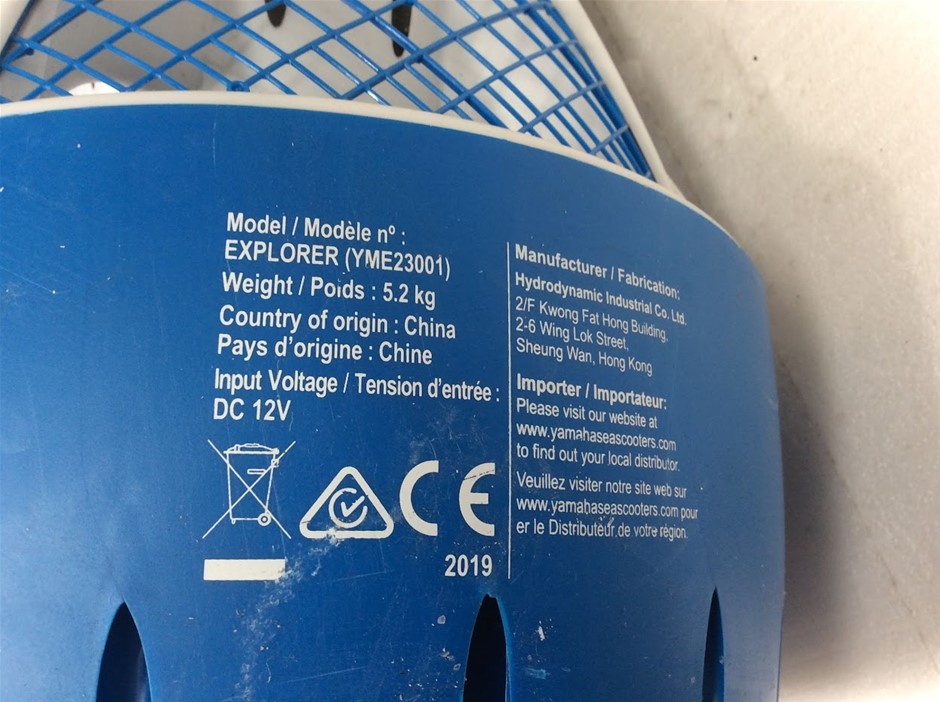 Model / Modèle nº :
EXPLORER (YME23001)
Weight / Poids : 5.2 kg
Country of origin : China
Pays d'origine : Chine
Input Voltage / Tension d'entrée :
DC 12V
CE
2019
Manufacturer / Fabrication:
Hydrodynamic Industrial Co. Ltd.
2/F Kwong Fat Hong Building,
2-6 Wing Lok Street,
Sheung Wan, Hong Kong
Importer / Importateur:
Please visit our website at
www.yamahaseascooters.com
to find out your local distributor.
Veuillez visiter notre site web sur
www.yamahaseascooters.com pour
er le Distributeur.de votre région.